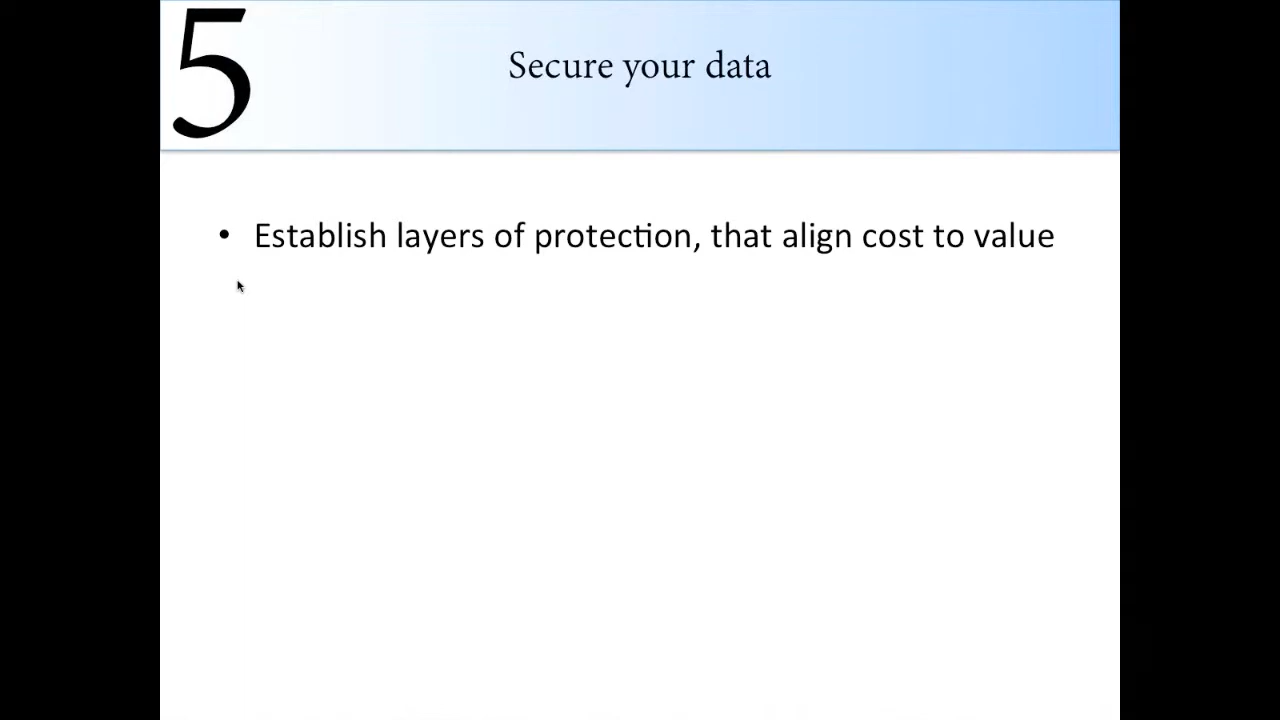 5
Secure your data
• Establish layers of protection, that align cost to value